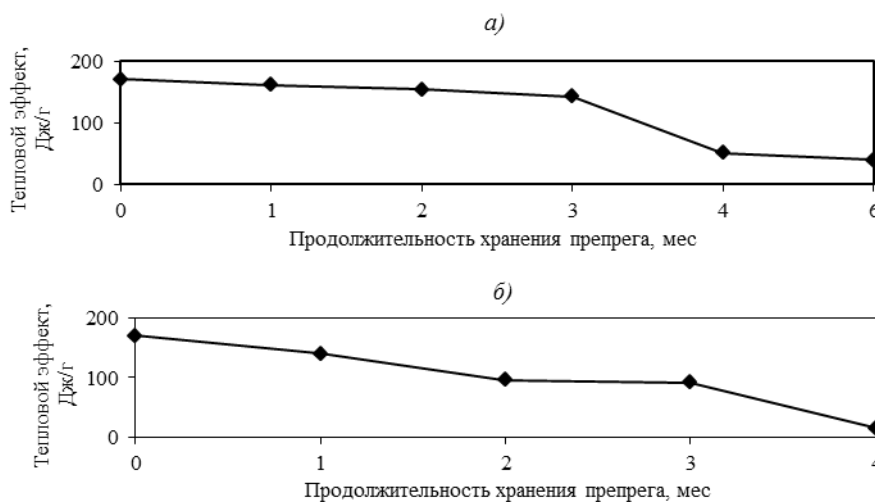 а)
Тепловой эффект,
Дж/г
200
100
0
0 1 2 3 4 6
Продолжительность хранения препрега, мес
б)
Тепловой эффект,
Дж/г
200
100
0
0 1 2 3 4
Продолжительность хранения препрега, мес